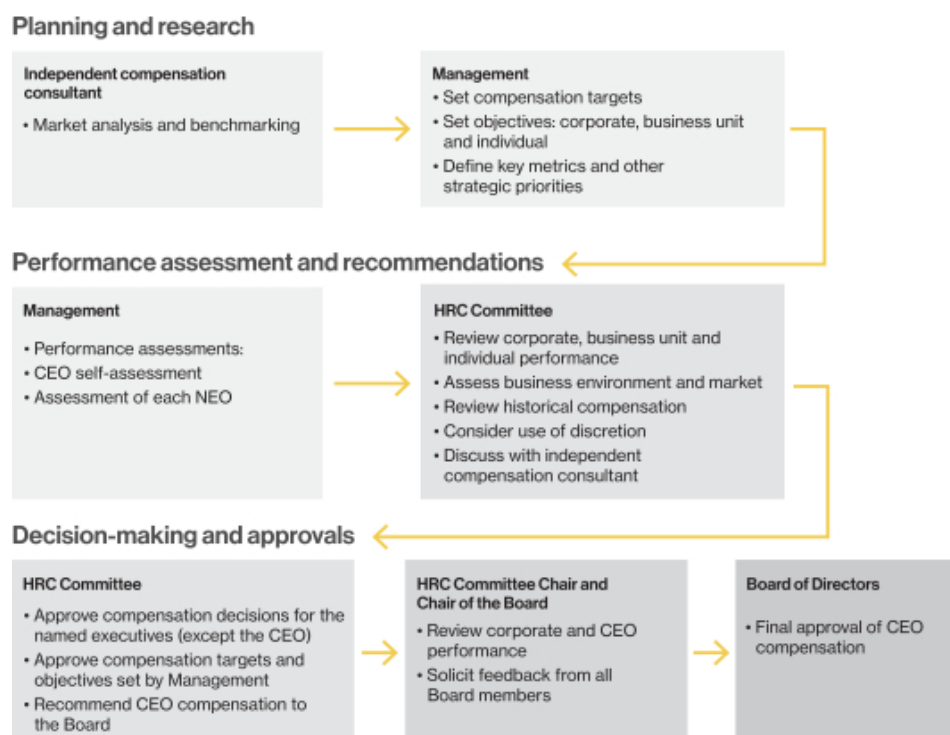 Planning and research
Independent compensation
consultant
• Market analysis and benchmarking
Management
• Set compensation targets
• Set objectives: corporate, business unit
and individual
• Define key metrics and other
strategic priorities
Performance assessment and recommendations
Management
• Performance assessments:
• CEO self-assessment
• Assessment of each NEO
HRC Committee
• Review corporate, business unit and
individual performance
• Assess business environment and market
• Review historical compensation
• Consider use of discretion
• Discuss with independent
compensation consultant
Decision-making and approvals
HRC Committee
• Approve compensation decisions for the
named executives (except the CEO)
• Approve compensation targets and
objectives set by Management
• Recommend CEO compensation to
the Board
HRC Committee Chair and
Chair of the Board
• Review corporate and CEO
performance
• Solicit feedback from all
Board members
Board of Directors
• Final approval of CEO
compensation